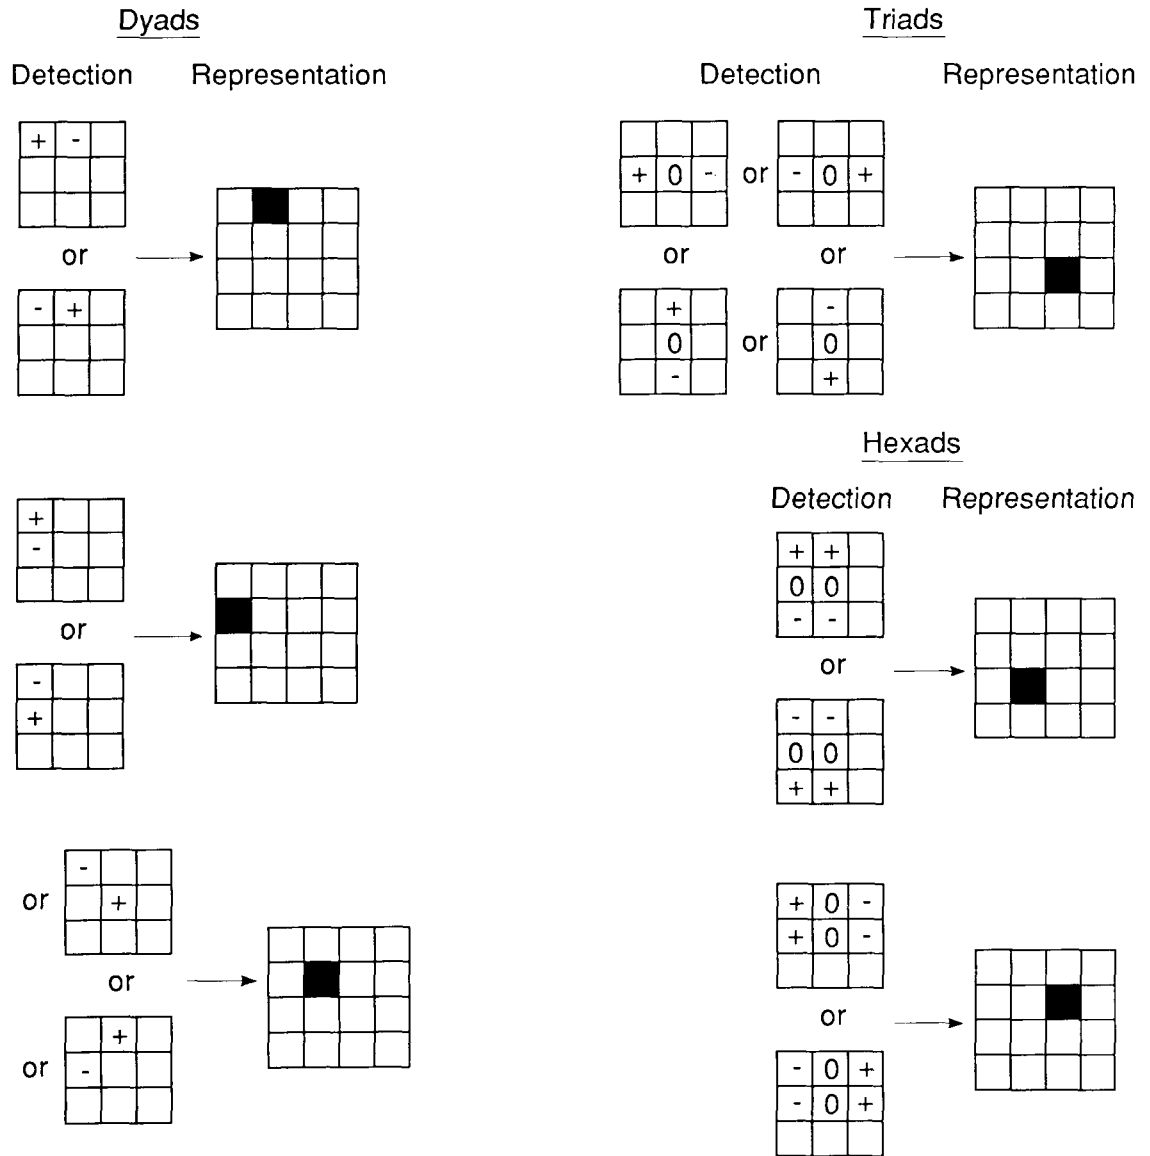 Dyads
Detection Representation
+ -
or
- +
+
-
or
-
+
or
-
+
or
or
+
-
Triads
Detection Representation
+ 0 - or - 0 +
or or
+ -
0 or 0
- +
Hexads
Detection Representation
+ +
0 0
- -
or
- -
0 0
+ +
+ 0 -
+ 0 -
or
- 0 +
- 0 +